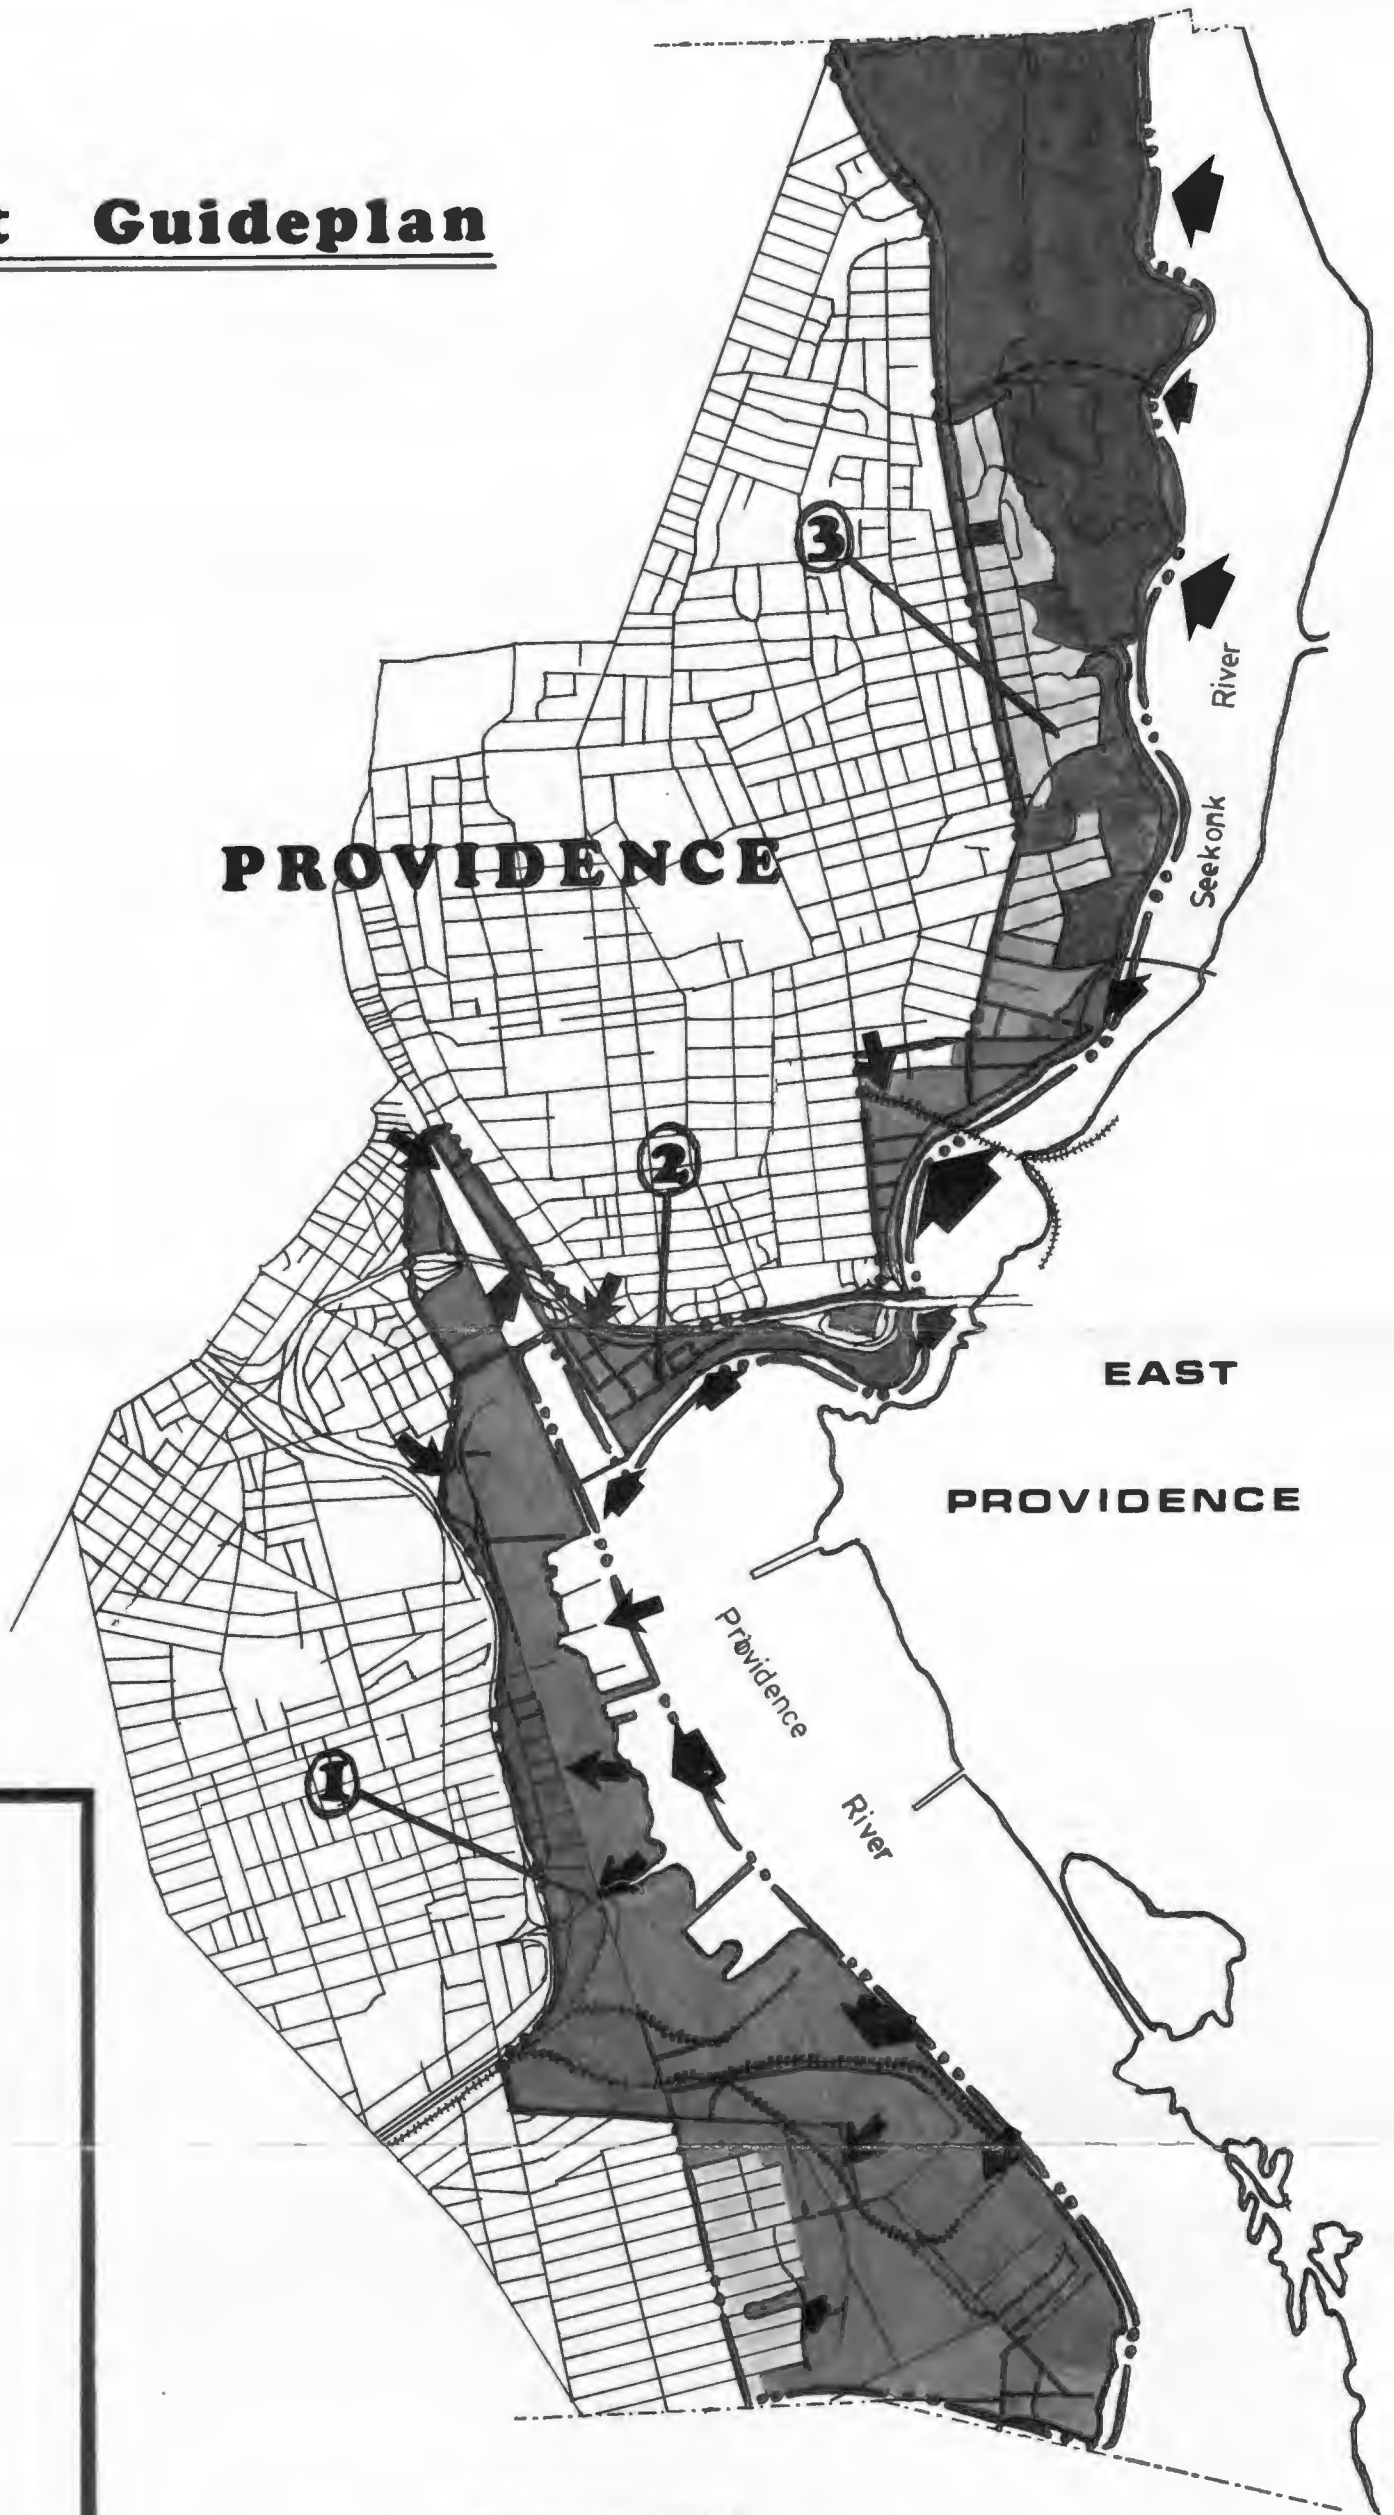 t Guideplan
3
River
Seekonk
PROVIDENCE
2
EAST
PROVIDENCE
Providence
River
1